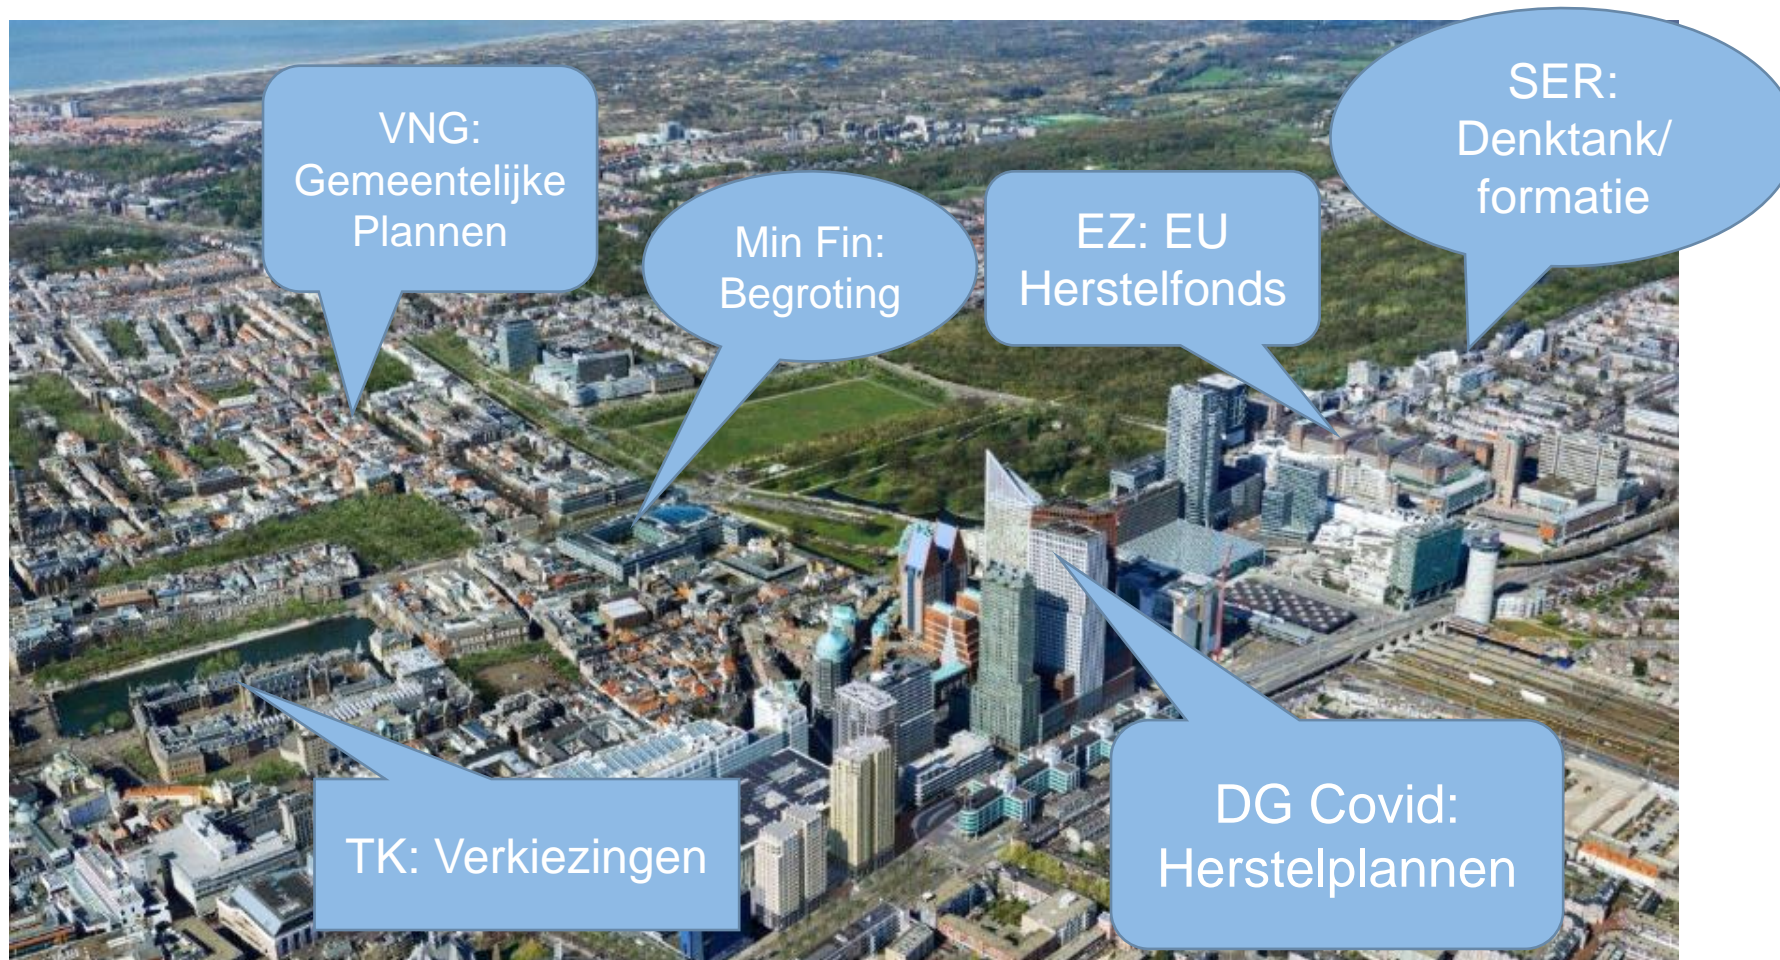 VNG:
Gemeentelijke
Plannen
Min Fin:
Begroting
EZ: EU
Herstelfonds
SER:
Denktank/
formatie
TK: Verkiezingen
DG Covid:
Herstelplannen